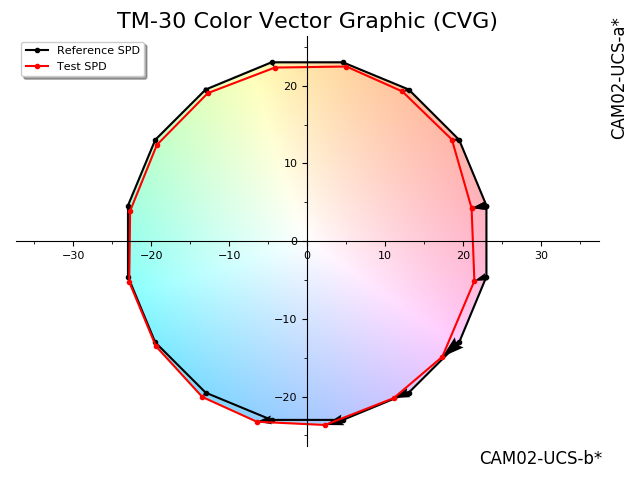 TM-30 Color Vector Graphic (CVG)
CAM02-UCS-a*
Reference SPD
Test SPD
20
10
−30
−20
−10
0
0
10
20
30
−10
−20
CAM02-UCS-b*